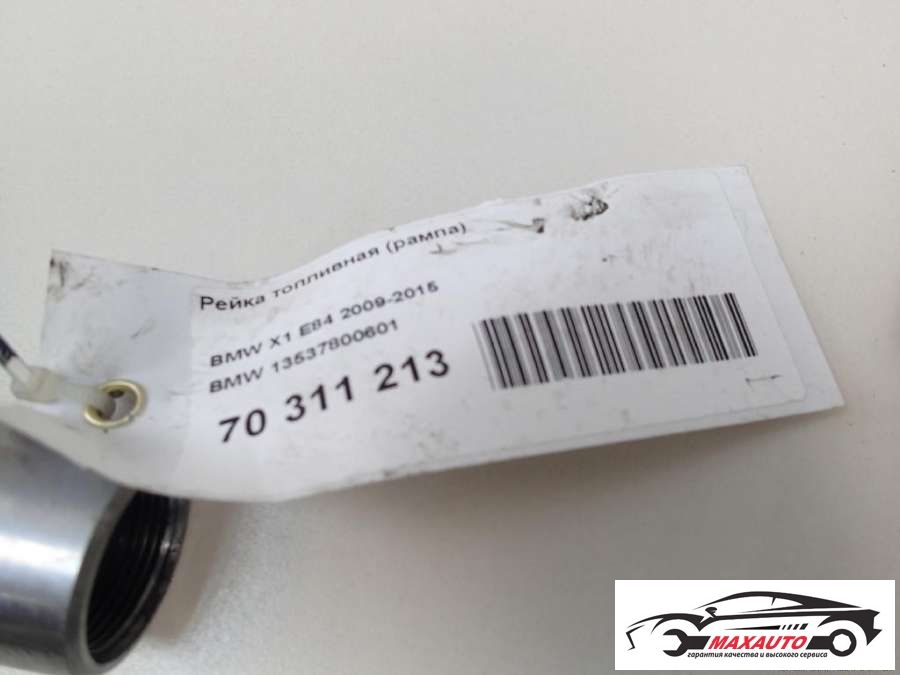 Рейка топливная (рампа)
BMW X1 E84 2009-2015
BMW 13537800601
70 311 213
MAXAUTO
гарантия качества и высокого сервиса